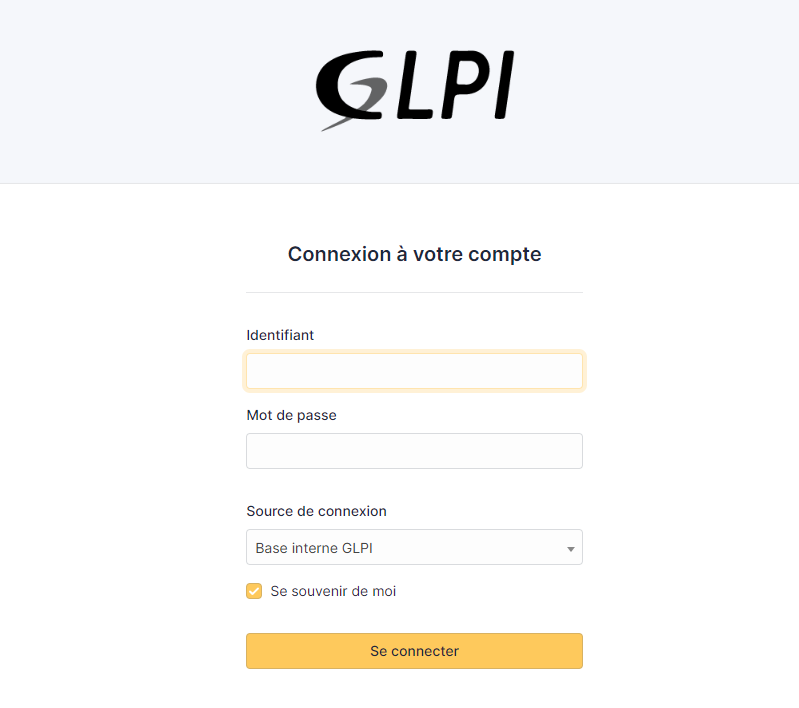 GLPI
Connexion à votre compte
Identifiant
Mot de passe
Source de connexion
Base interne GLPI
Se souvenir de moi
Se connecter